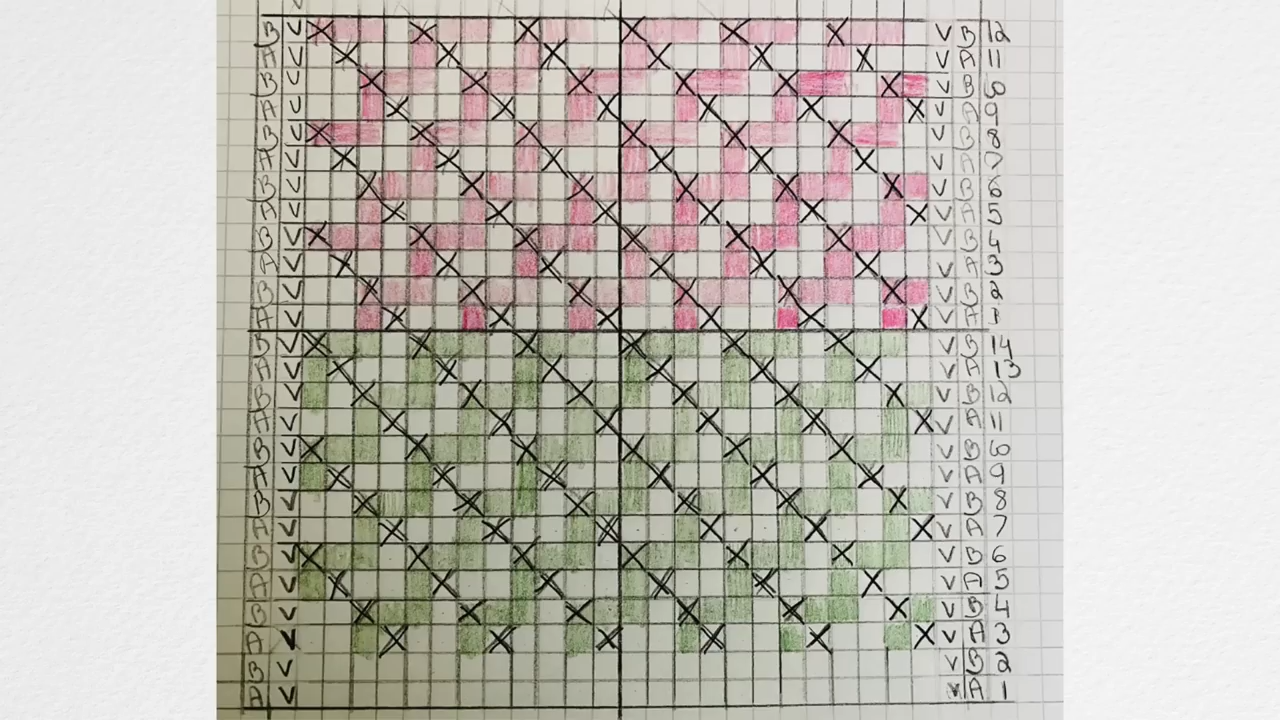 B V V B 12
A V V A 11
B V V B 10
A V V A 9
B V V B 8
A V V A 7
B V V B 6
A V V A 5
B V V B 4
A V V A 3
B V V B 2
A V V A 1
B V V B 14
A V V A 13
B V V B 12
A V V A 11
B V V B 10
A V V A 9
B V V B 8
A V V A 7
B V V B 6
A V V A 5
B V V B 4
A V V A 3
B V V B 2
A V V A 1